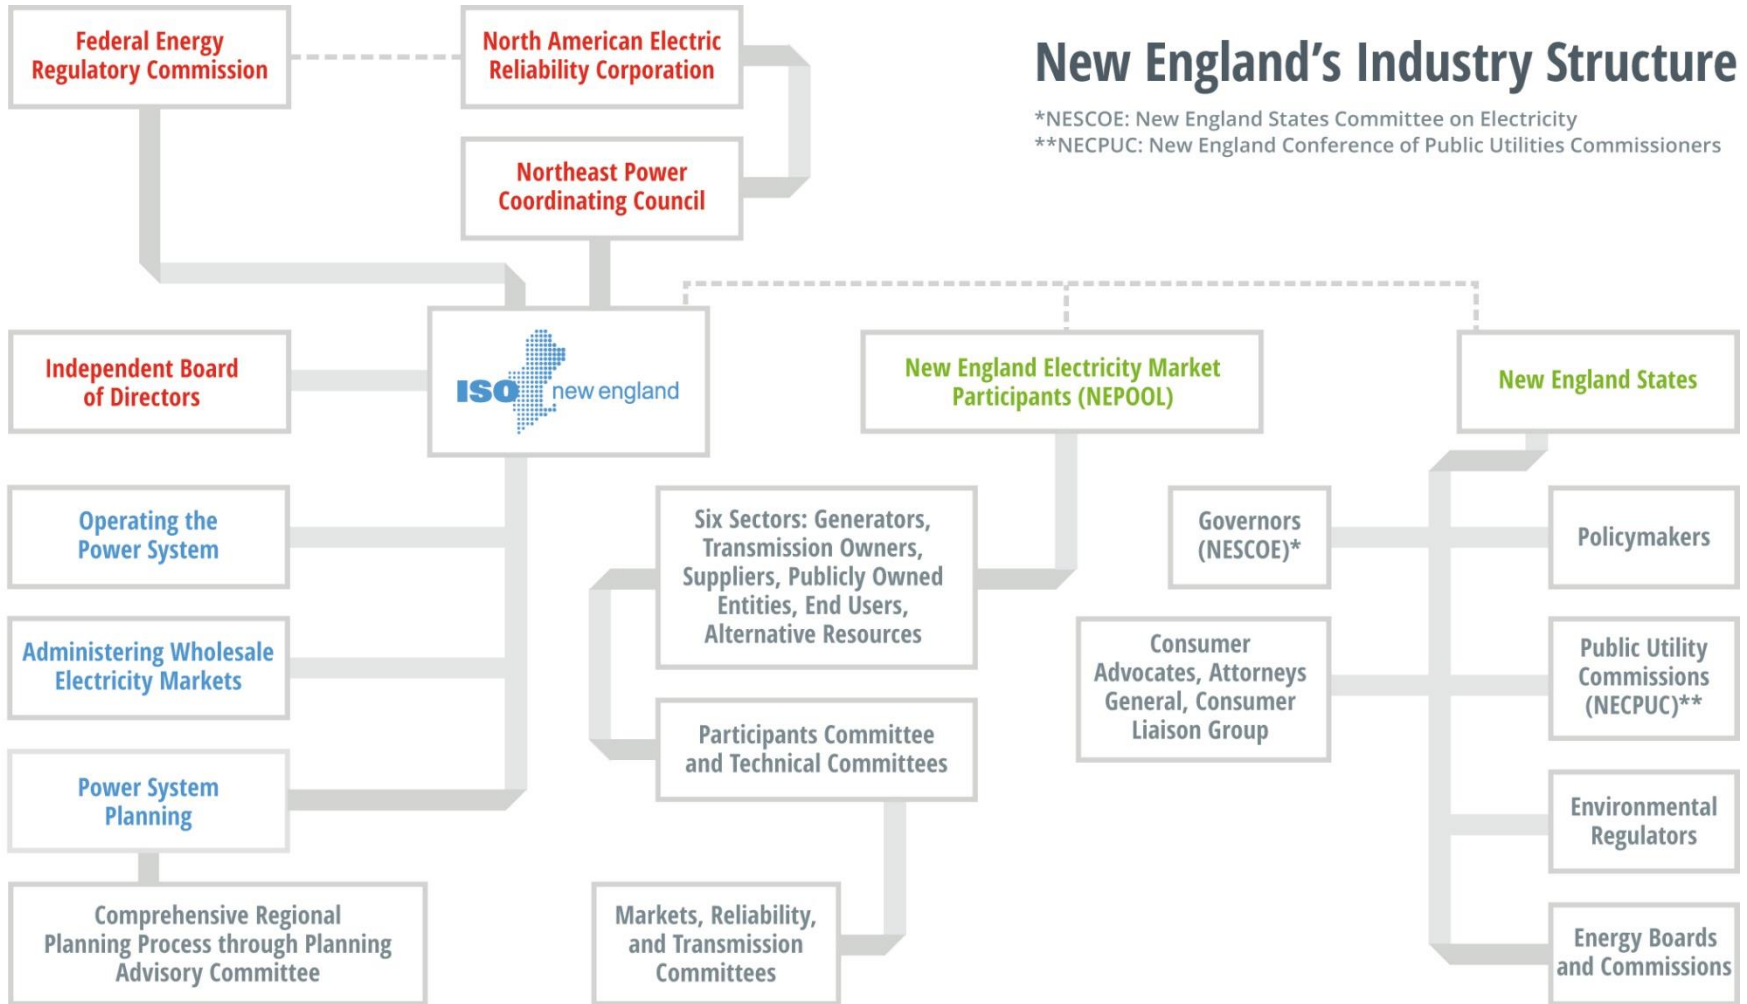 Federal Energy
Regulatory Commission
North American Electric
Reliability Corporation
New England’s Industry Structure
*NESCOE: New England States Committee on Electricity
**NECPUC: New England Conference of Public Utilities Commissioners
Northeast Power
Coordinating Council
Independent Board
of Directors
ISO new england
New England Electricity Market
Participants (NEPOOL)
New England States
Operating the
Power System
Six Sectors: Generators,
Transmission Owners,
Suppliers, Publicly Owned
Entities, End Users,
Alternative Resources
Governors
(NESCOE)*
Policymakers
Administering Wholesale
Electricity Markets
Consumer
Advocates, Attorneys
General, Consumer
Liaison Group
Public Utility
Commissions
(NECPUC)**
Participants Committee
and Technical Committees
Power System
Planning
Environmental
Regulators
Comprehensive Regional
Planning Process through Planning
Advisory Committee
Markets, Reliability,
and Transmission
Committees
Energy Boards
and Commissions